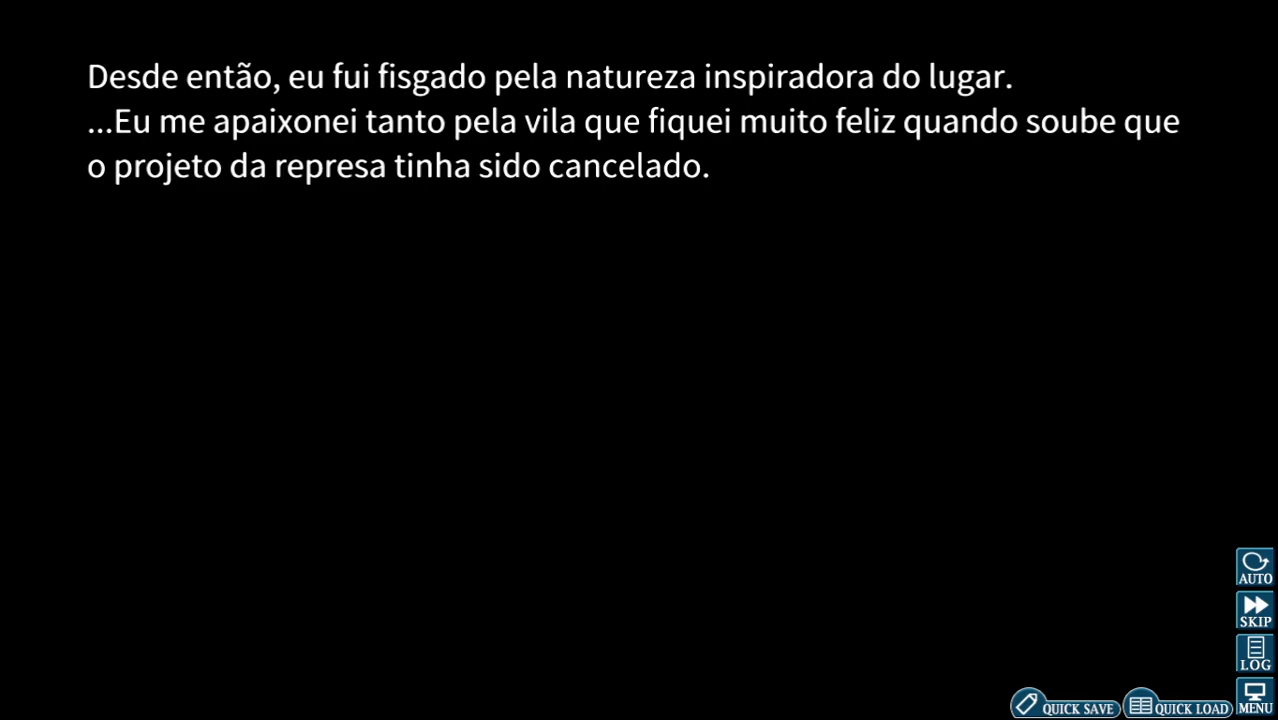 Desde então, eu fui fisgado pela natureza inspiradora do lugar.
...Eu me apaixonei tanto pela vila que fiquei muito feliz quando soube que
o projeto da represa tinha sido cancelado.
AUTO
SKIP
LOG
QUICK SAVE
QUICK LOAD
MENU